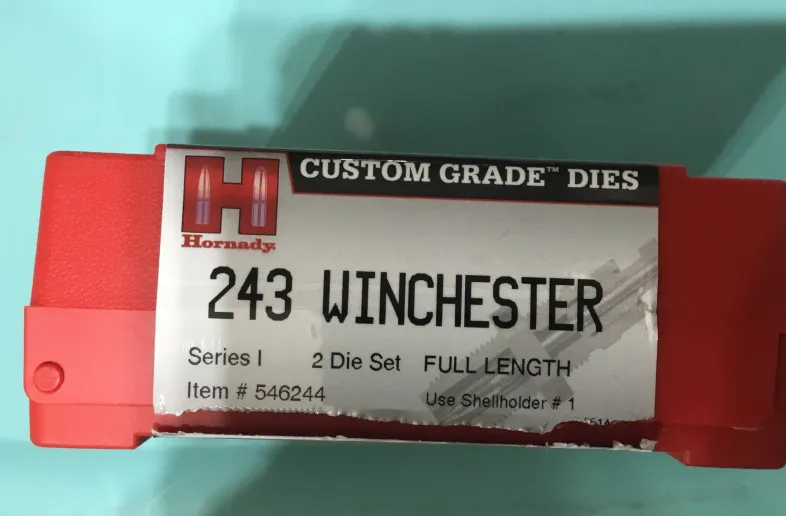 CUSTOM GRADE™ DIES
H
Hornady.
243 WINCHESTER
Series I 2 Die Set FULL LENGTH
Item # 546244
Use Shellholder # 1